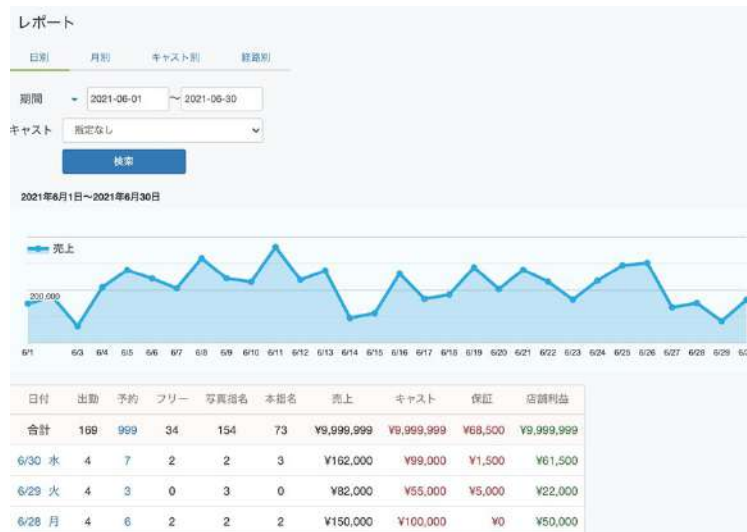 レポート
日別 月別 キャスト別 経路別
期間 2021-06-01 〜 2021-06-30
キャスト 指定なし
検索
2021年6月1日〜2021年6月30日
売上
200,000
6/1 6/3 6/4 6/5 6/6 6/7 6/8 6/9 6/10 6/11 6/12 6/13 6/14 6/15 6/16 6/17 6/18 6/19 6/20 6/21 6/22 6/23 6/24 6/25 6/26 6/27 6/28 6/29
日付 出勤 予約 フリー 写真指名 本指名 売上 キャスト 保証 店舗利益
合計 169 999 34 154 73 ¥9,999,999 ¥9,999,999 ¥68,500 ¥9,999,999
6/30 水 4 7 2 2 3 ¥162,000 ¥99,000 ¥1,500 ¥61,500
6/29 火 4 3 0 3 0 ¥82,000 ¥55,000 ¥5,000 ¥22,000
6/28 月 4 6 2 2 2 ¥150,000 ¥100,000 ¥0 ¥50,000